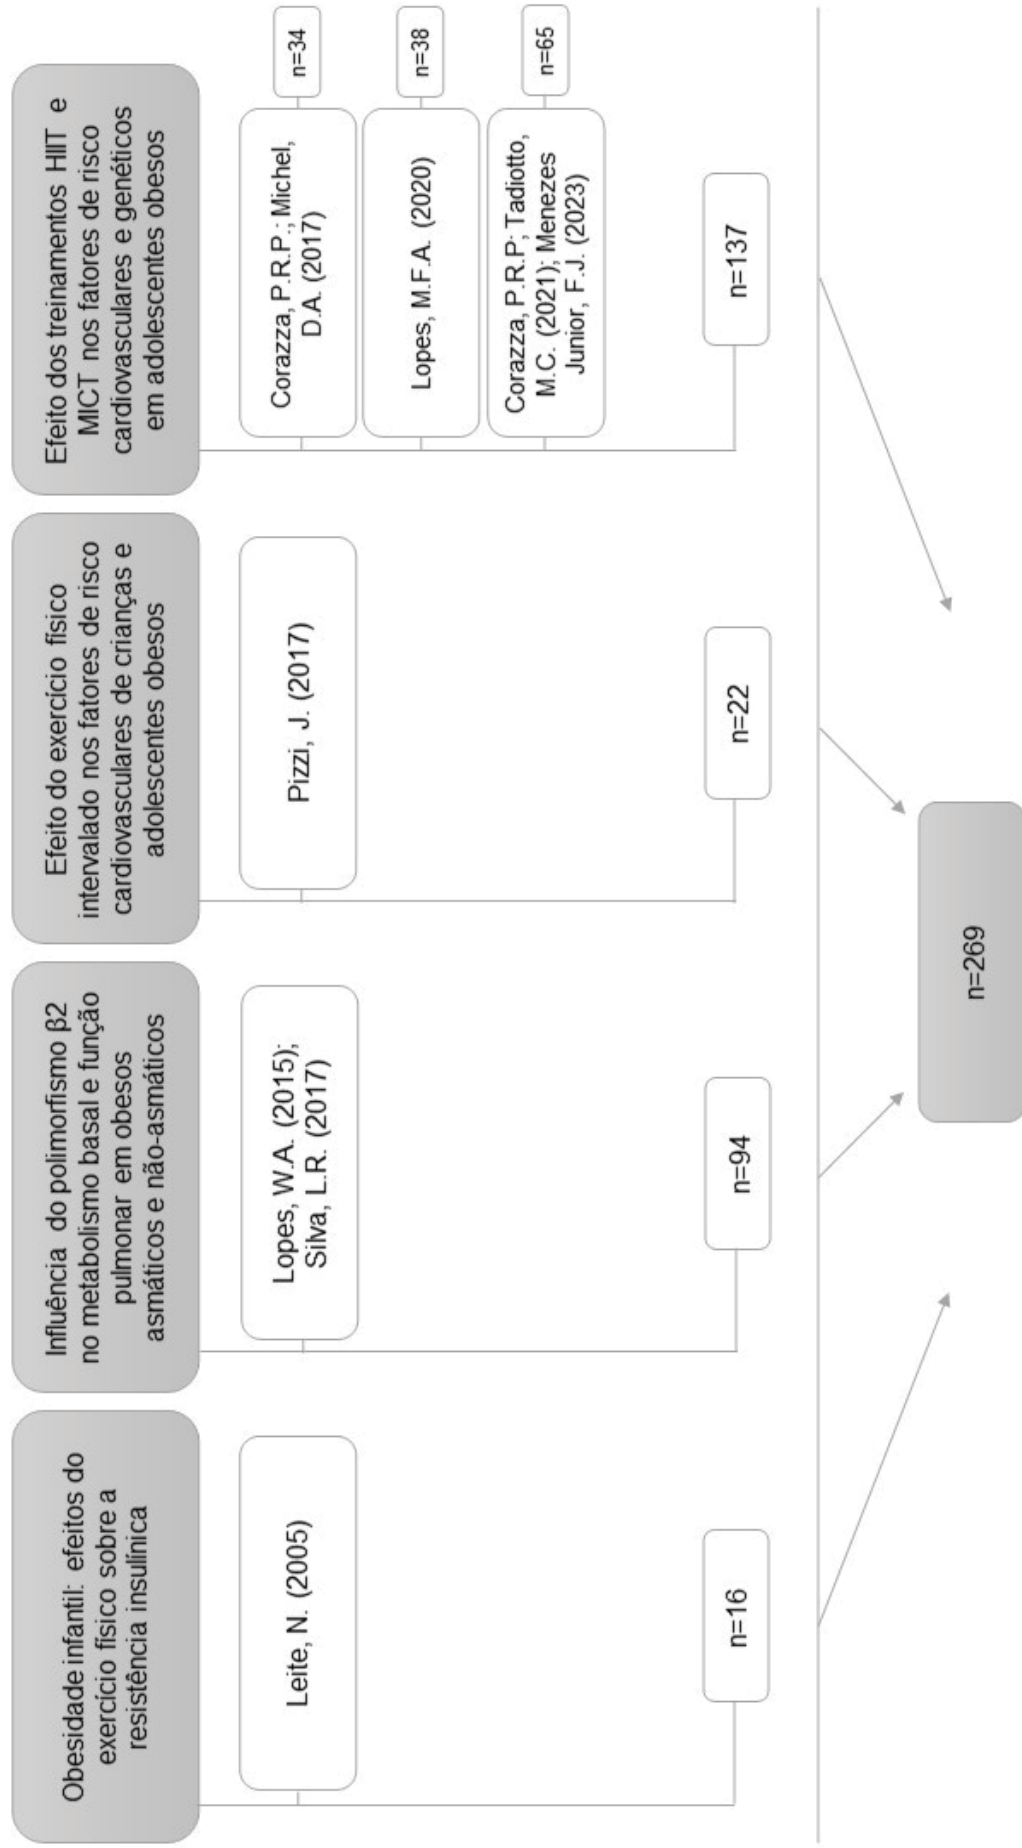 Obesidade infantil: efeitos do
exercício físico sobre a
resistência insulínica
Leite, N. (2005)
n=16
Influência do polimorfismo β2
no metabolismo basal e função
pulmonar em obesos
asmáticos e não-asmáticos
Lopes, W.A. (2015);
Silva, L.R. (2017)
n=94
Efeito do exercício físico
intervalado nos fatores de risco
cardiovasculares de crianças e
adolescentes obesos
Pizzi, J. (2017)
n=22
Efeito dos treinamentos HIIT e
MICT nos fatores de risco
cardiovasculares e genéticos
em adolescentes obesos
Corazza, P.R.P.; Michel,
D.A. (2017)
n=34
Lopes, M.F.A. (2020)
n=38
Corazza, P.R.P; Tadiotto,
M.C. (2021); Menezes
Junior, F.J. (2023)
n=65
n=137
n=269